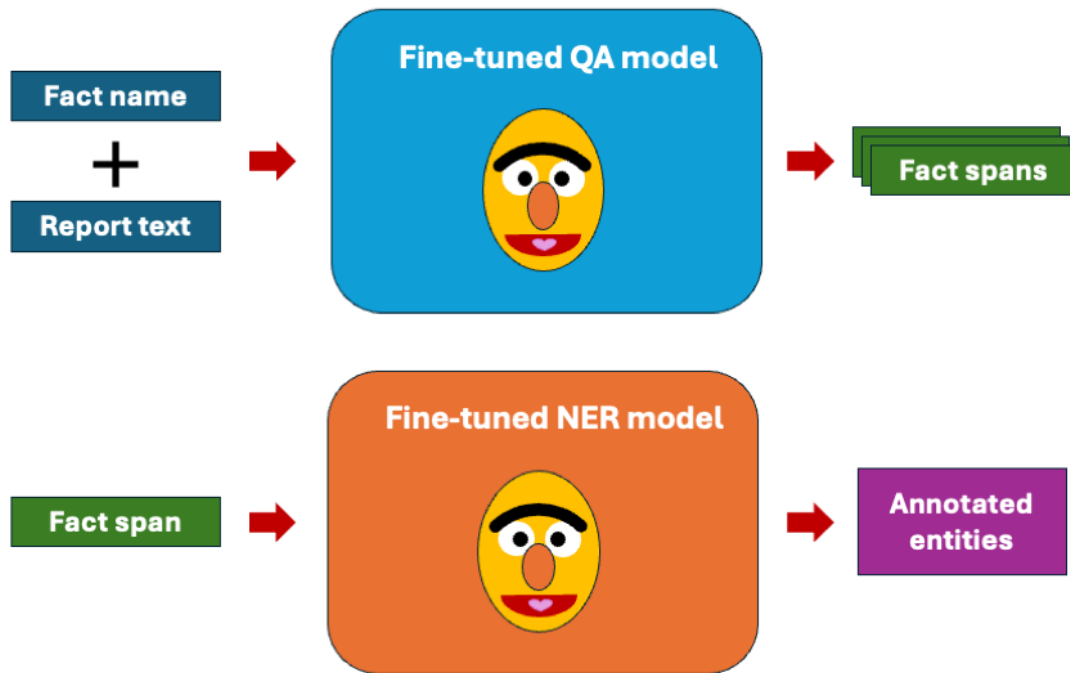 Fine-tuned QA model
Fact name
+
Report text
Fact spans
Fine-tuned NER model
Fact span
Annotated
entities